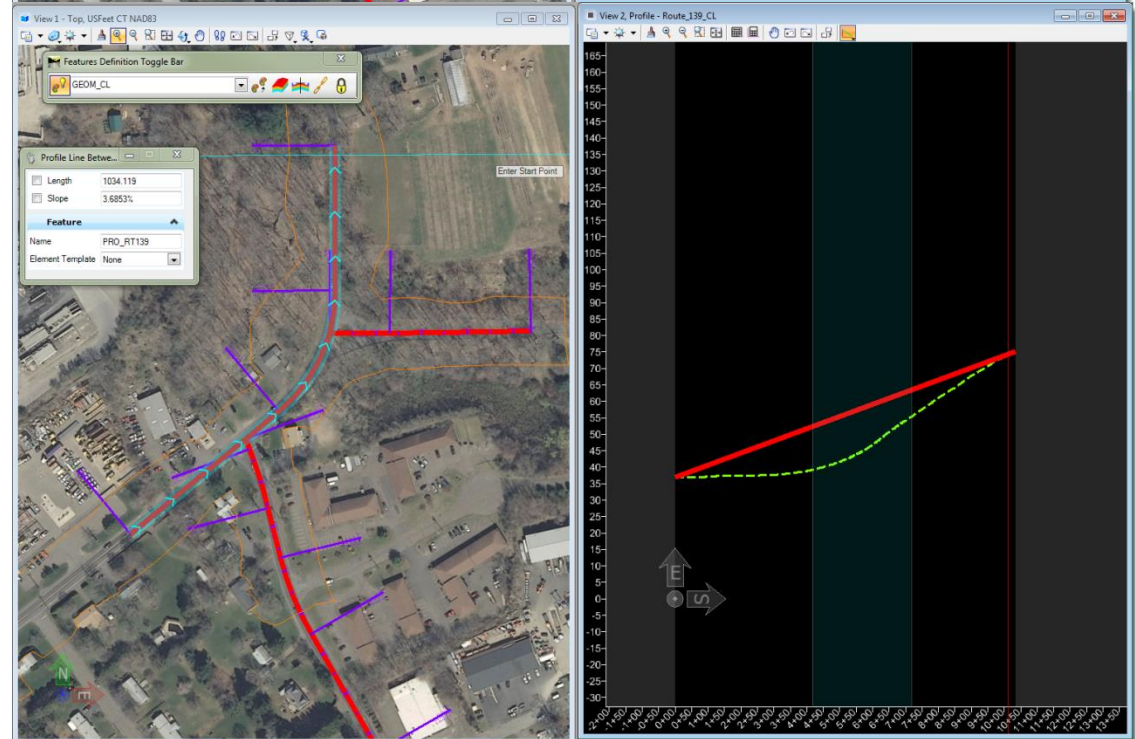 View 1 - Top, USFeet CT NAD83
Features Definition Toggle Bar
GEOM_CL
Profile Line Betwe...
Length 1034.119
Slope 3.6853%
Feature
Name PRO_RT139
Element Template None
Enter Start Point
N
E
View 2, Profile - Route_139_CL
165
160
155
150
145
140
135
130
125
120
115
110
105
100
95
90
85
80
75
70
65
60
55
50
45
40
35
30
25
20
15
10
5
0
-5
-10
-15
-20
-25
-30
E
S
-2+00 -1+50 -1+00 -0+50 0+00 0+50 1+00 1+50 2+00 2+50 3+00 3+50 4+00 4+50 5+00 5+50 6+00 6+50 7+00 7+50 8+00 8+50 9+00 9+50 10+00 10+50 11+00 11+50 12+00 12+50 13+00 13+50